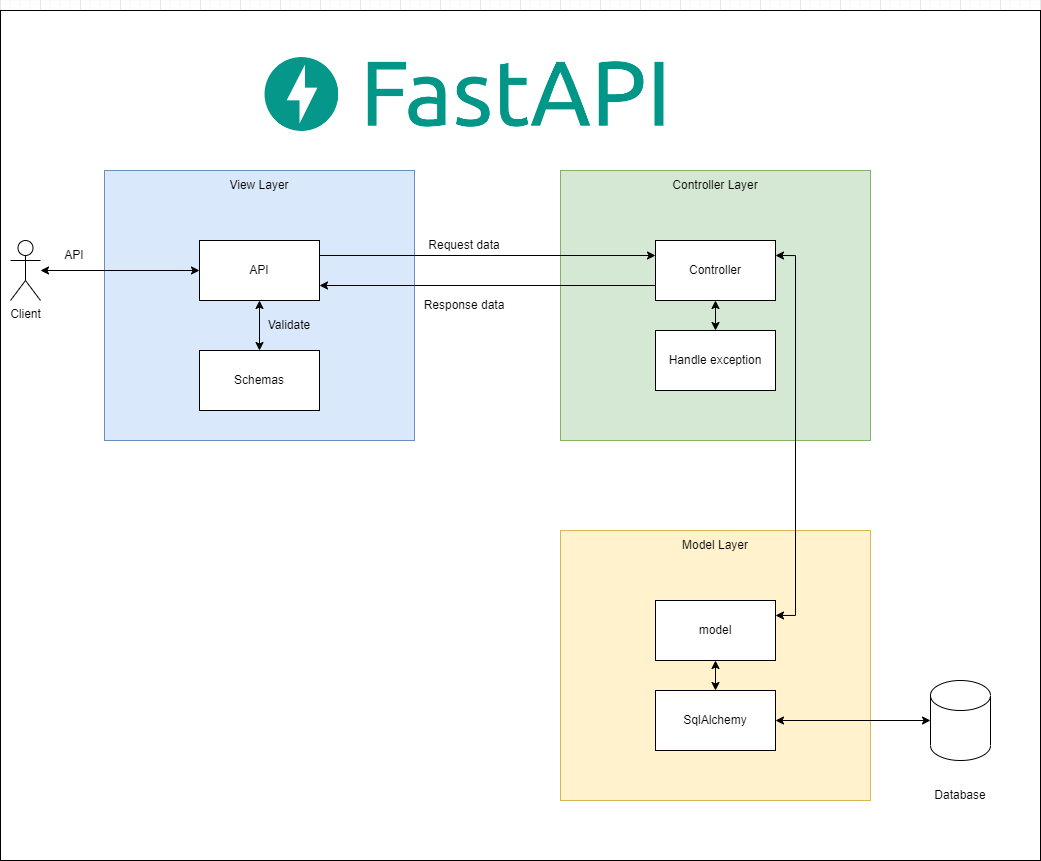 FastAPI
View Layer
Controller Layer
API
API
Request data
Controller
Response data
Client
Validate
Schemas
Handle exception
Model Layer
model
SqlAlchemy
Database